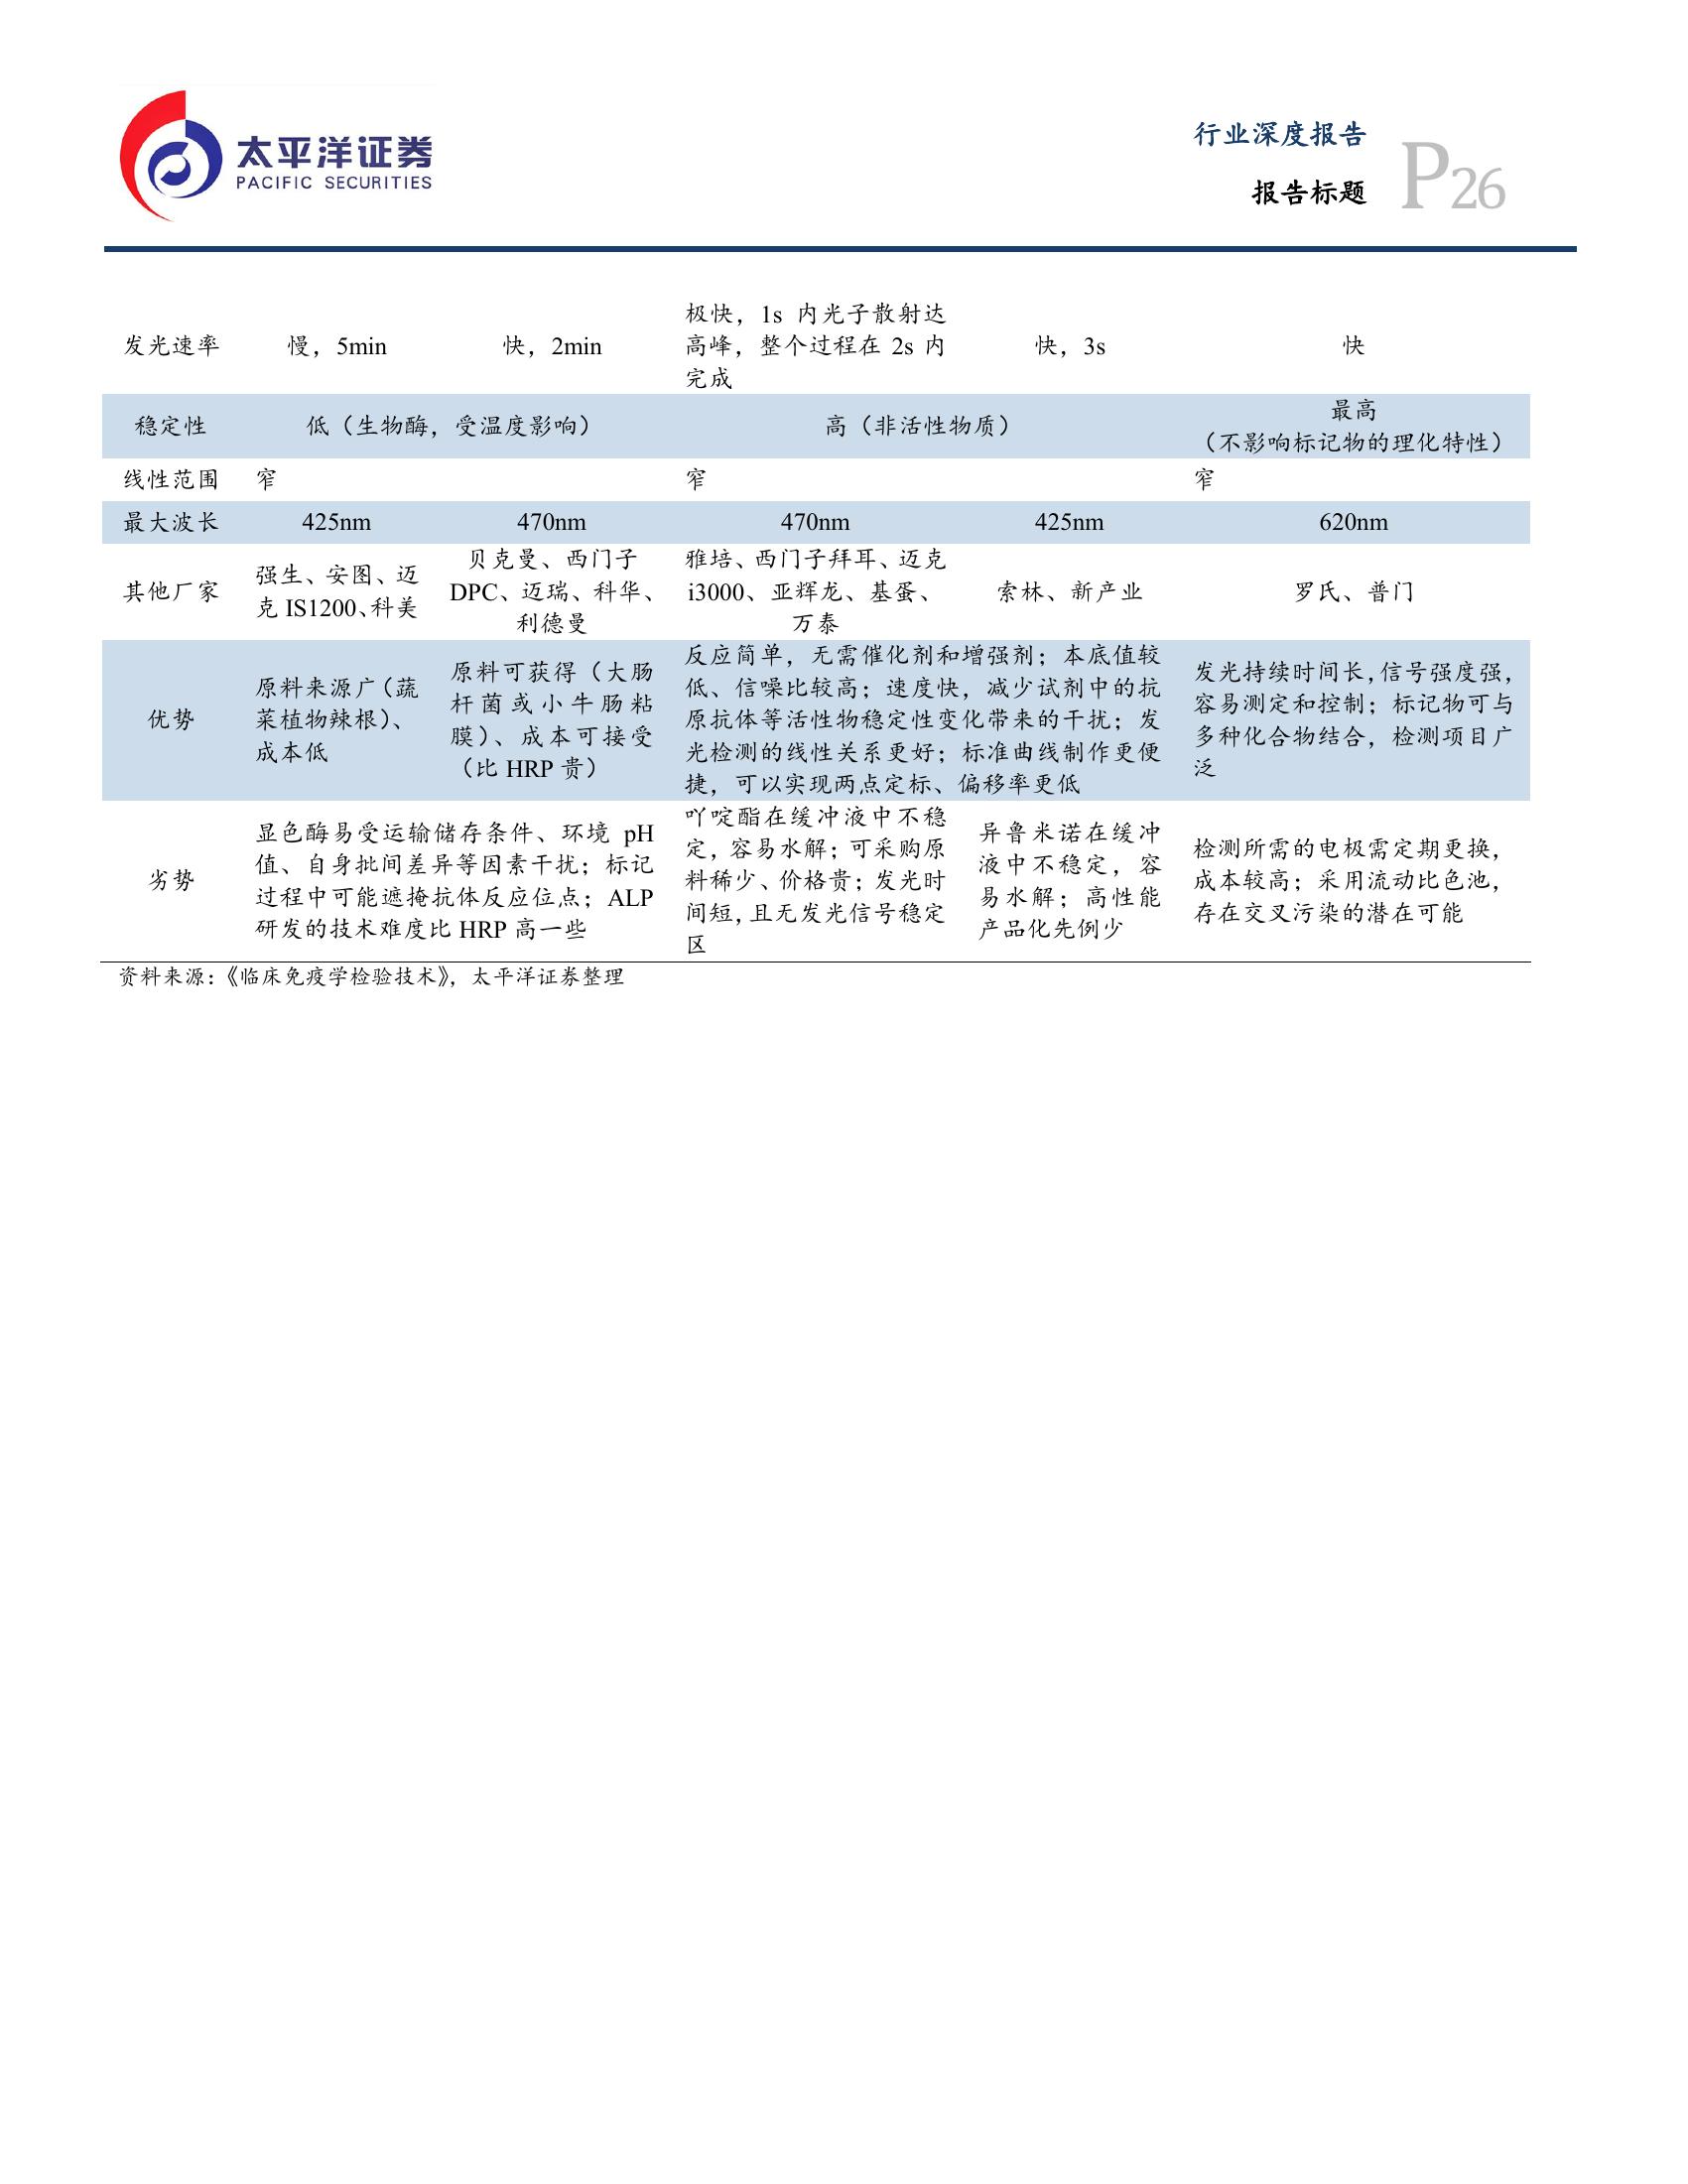 太平洋证券
PACIFIC SECURITIES
行业深度报告
报告标题
P26
发光速率
慢，5min
快，2min
极快，1s 内光子散射达
高峰，整个过程在 2s 内
完成
快，3s
快
稳定性
低（生物酶，受温度影响）
高（非活性物质）
最高
（不影响标记物的理化特性）
线性范围
窄
窄
窄
最大波长
425nm
470nm
470nm
425nm
620nm
其他厂家
强生、安图、迈
克 IS1200、科美
贝克曼、西门子
DPC、迈瑞、科华、
利德曼
雅培、西门子拜耳、迈克
i3000、亚辉龙、基蛋、
万泰
索林、新产业
罗氏、普门
优势
原料来源广（蔬
菜植物辣根）、
成本低
原料可获得（大肠
杆菌或小牛肠粘
膜）、成本可接受
（比 HRP 贵）
反应简单，无需催化剂和增强剂；本底值较
低、信噪比较高；速度快，减少试剂中的抗
原抗体等活性物稳定性变化带来的干扰；发
光检测的线性关系更好；标准曲线制作更便
捷，可以实现两点定标、偏移率更低
发光持续时间长，信号强度强，
容易测定和控制；标记物可与
多种化合物结合，检测项目广
泛
劣势
显色酶易受运输储存条件、环境 pH
值、自身批间差异等因素干扰；标记
过程中可能遮掩抗体反应位点；ALP
研发的技术难度比 HRP 高一些
吖啶酯在缓冲液中不稳
定，容易水解；可采购原
料稀少、价格贵；发光时
间短，且无发光信号稳定
区
异鲁米诺在缓冲
液中不稳定，容
易水解；高性能
产品化先例少
检测所需的电极需定期更换，
成本较高；采用流动比色池，
存在交叉污染的潜在可能
资料来源：《临床免疫学检验技术》，太平洋证券整理